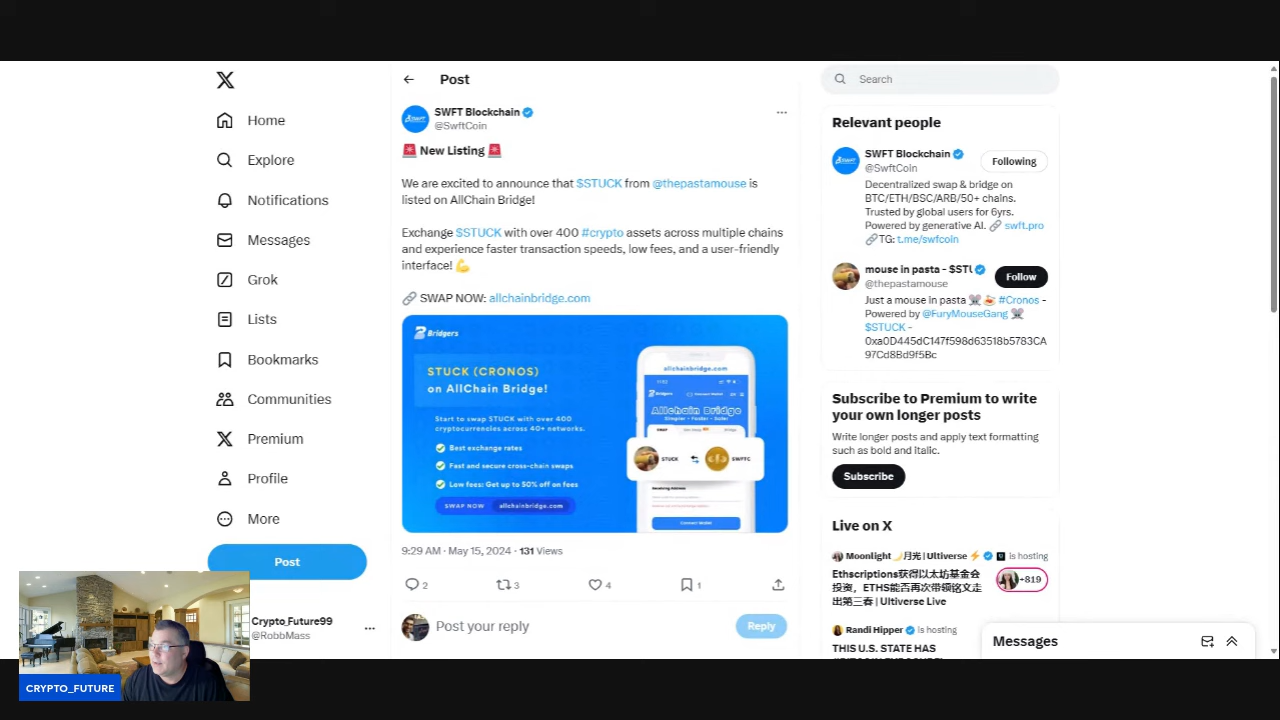 Home
Explore
Notifications
Messages
Grok
Lists
Bookmarks
Communities
Premium
Profile
More
Post
Crypto_Future99
@RobbMass
CRYPTO_FUTURE
Post
SWFT Blockchain
@SwftCoin
New Listing
We are excited to announce that $STUCK from @thepastamouse is
listed on AllChain Bridge!
Exchange $STUCK with over 400 #crypto assets across multiple chains
and experience faster transaction speeds, low fees, and a user-friendly
interface!
SWAP NOW: allchainbridge.com
Bridgers
STUCK (CRONOS)
on AllChain Bridge!
Start to swap STUCK with over 400
cryptocurrencies across 40+ networks.
Best exchange rates
Fast and secure cross-chain swaps
Low fees: Get up to 50% off on fees
SWAP NOW allchainbridge.com
allchainbridge.com
Bridgers
Allchain Bridge
Simpler · Faster · Safer
STUCK
SWFTC
Connect Wallet
9:29 AM · May 15, 2024 · 131 Views
2
3
4
1
Post your reply
Reply
Search
Relevant people
SWFT Blockchain
Following
@SwftCoin
Decentralized swap & bridge on
BTC/ETH/BSC/ARB/50+ chains.
Trusted by global users for 6yrs.
Powered by generative AI. swft.pro
TG: t.me/swfcoin
mouse in pasta - $STU
Follow
@thepastamouse
Just a mouse in pasta #Cronos -
Powered by @FuryMouseGang
$STUCK -
0xa0D445dC147f598d63518b5783CA
97Cd8Bd9f5Bc
Subscribe to Premium to write
your own longer posts
Write longer posts and apply text formatting
such as bold and italic.
Subscribe
Live on X
Moonlight 月光 | Ultiverse is hosting
Ethscriptions获得以太坊基金会
投资，ETHS能否再次带领铭文走
出第三春 | Ultiverse Live
+819
Randi Hipper is hosting
THIS U.S. STATE HAS
Messages